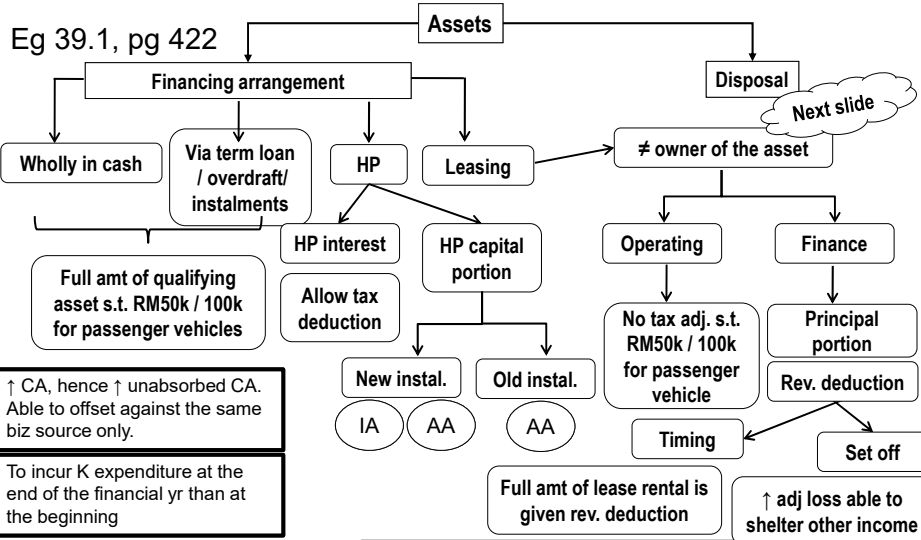 Eg 39.1, pg 422
Assets
Financing arrangement
Disposal
Next slide
Wholly in cash
Via term loan
/ overdraft/
instalments
HP
Leasing
≠ owner of the asset
HP interest
HP capital
portion
Operating
Finance
Full amt of qualifying
asset s.t. RM50k / 100k
for passenger vehicles
Allow tax
deduction
No tax adj. s.t.
RM50k / 100k
for passenger
vehicle
Principal
portion
New instal.
Old instal.
Rev. deduction
IA
AA
AA
Timing
Set off
↑ CA, hence ↑ unabsorbed CA.
Able to offset against the same
biz source only.
To incur K expenditure at the
end of the financial yr than at
the beginning
Full amt of lease rental is
given rev. deduction
↑ adj loss able to
shelter other income